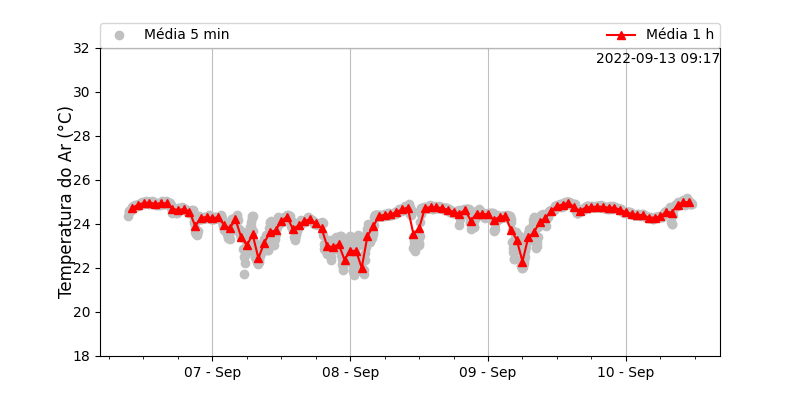 Média 5 min
Média 1 h
2022-09-13 09:17
Temperatura do Ar (°C)
32
30
28
26
24
22
20
18
07 - Sep
08 - Sep
09 - Sep
10 - Sep